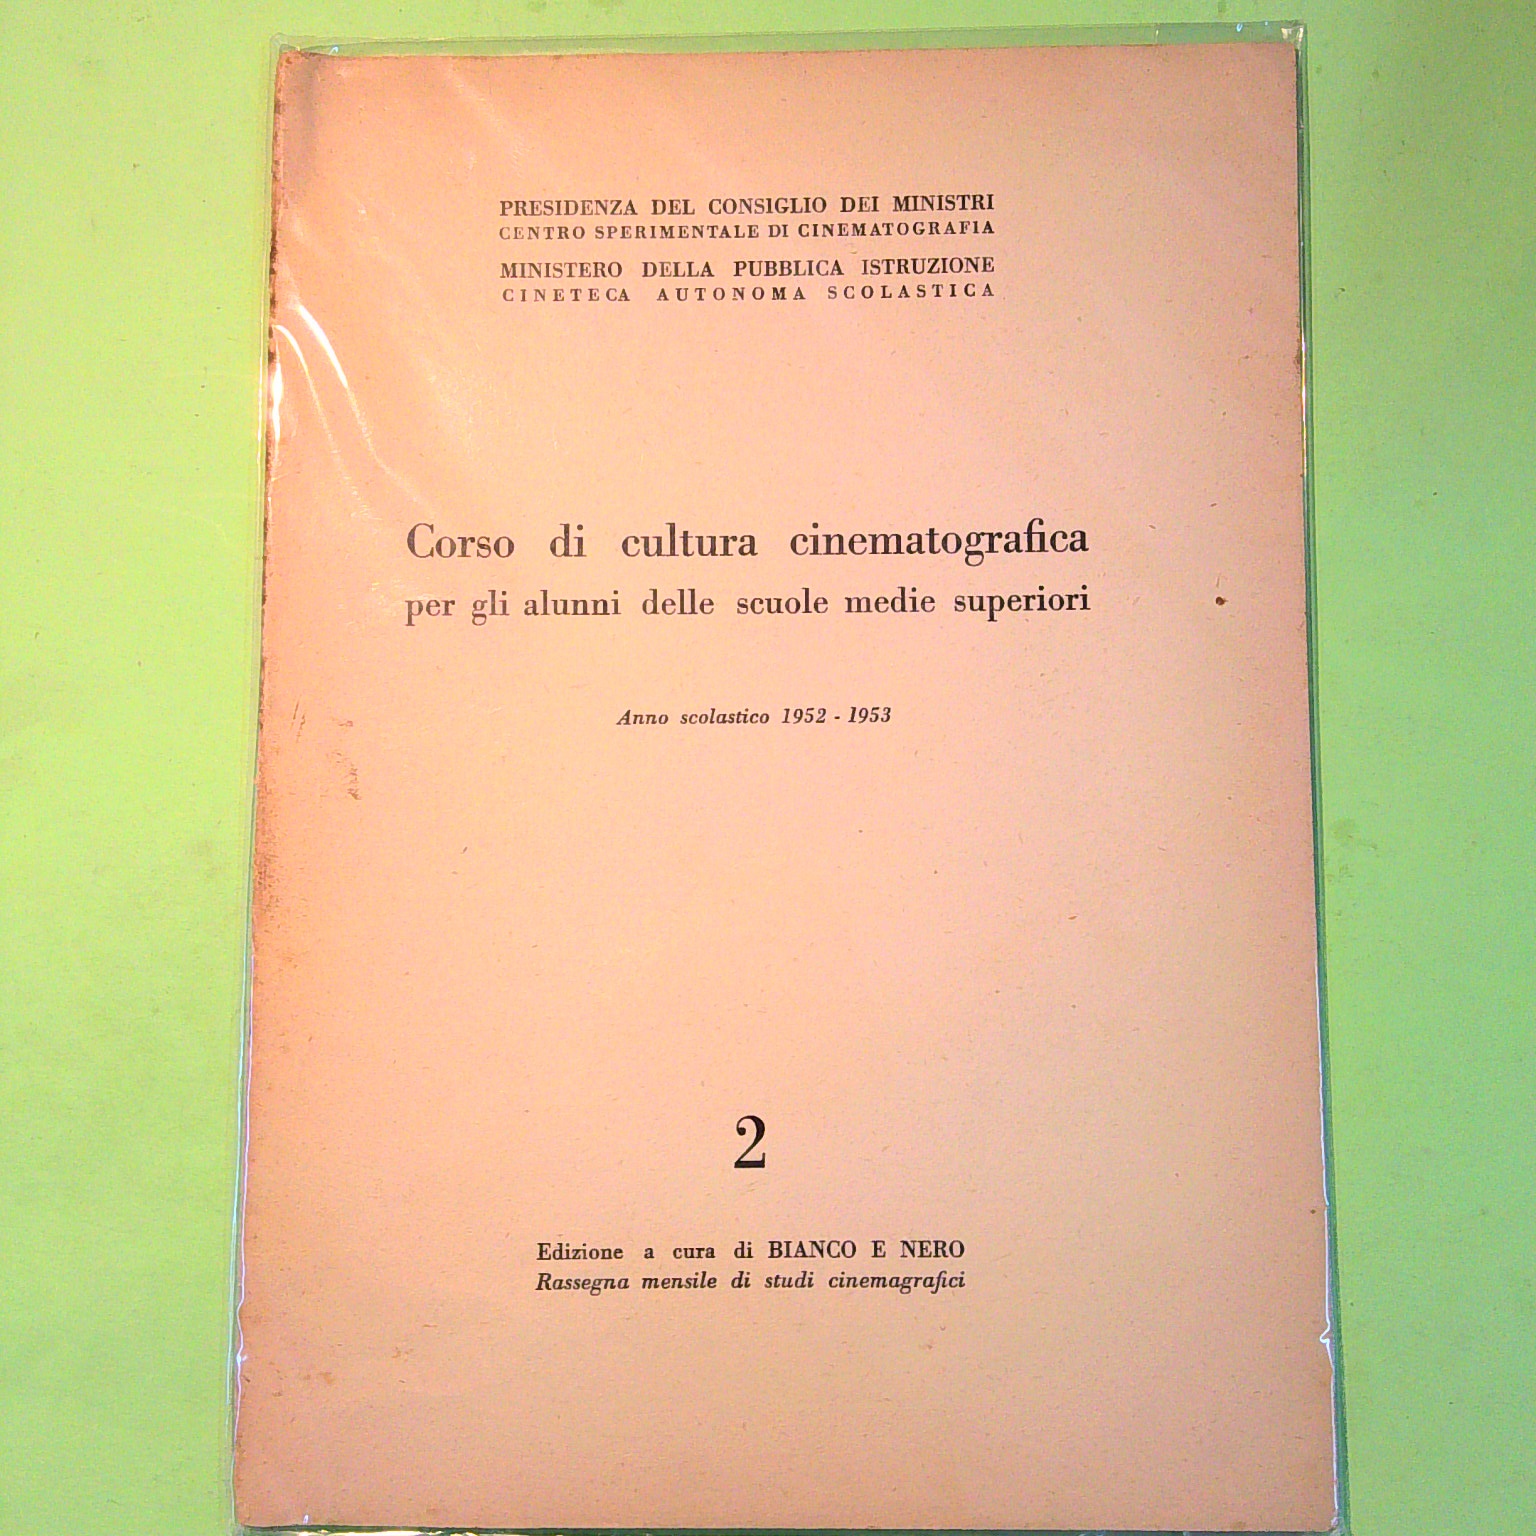 PRESIDENZA DEL CONSIGLIO DEI MINISTRI
CENTRO SPERIMENTALE DI CINEMATOGRAFIA
MINISTERO DELLA PUBBLICA ISTRUZIONE
CINETECA AUTONOMA SCOLASTICA
Corso di cultura cinematografica
per gli alunni delle scuole medie superiori
Anno scolastico 1952 - 1953
2
Edizione a cura di BIANCO E NERO
Rassegna mensile di studi cinemagrafici